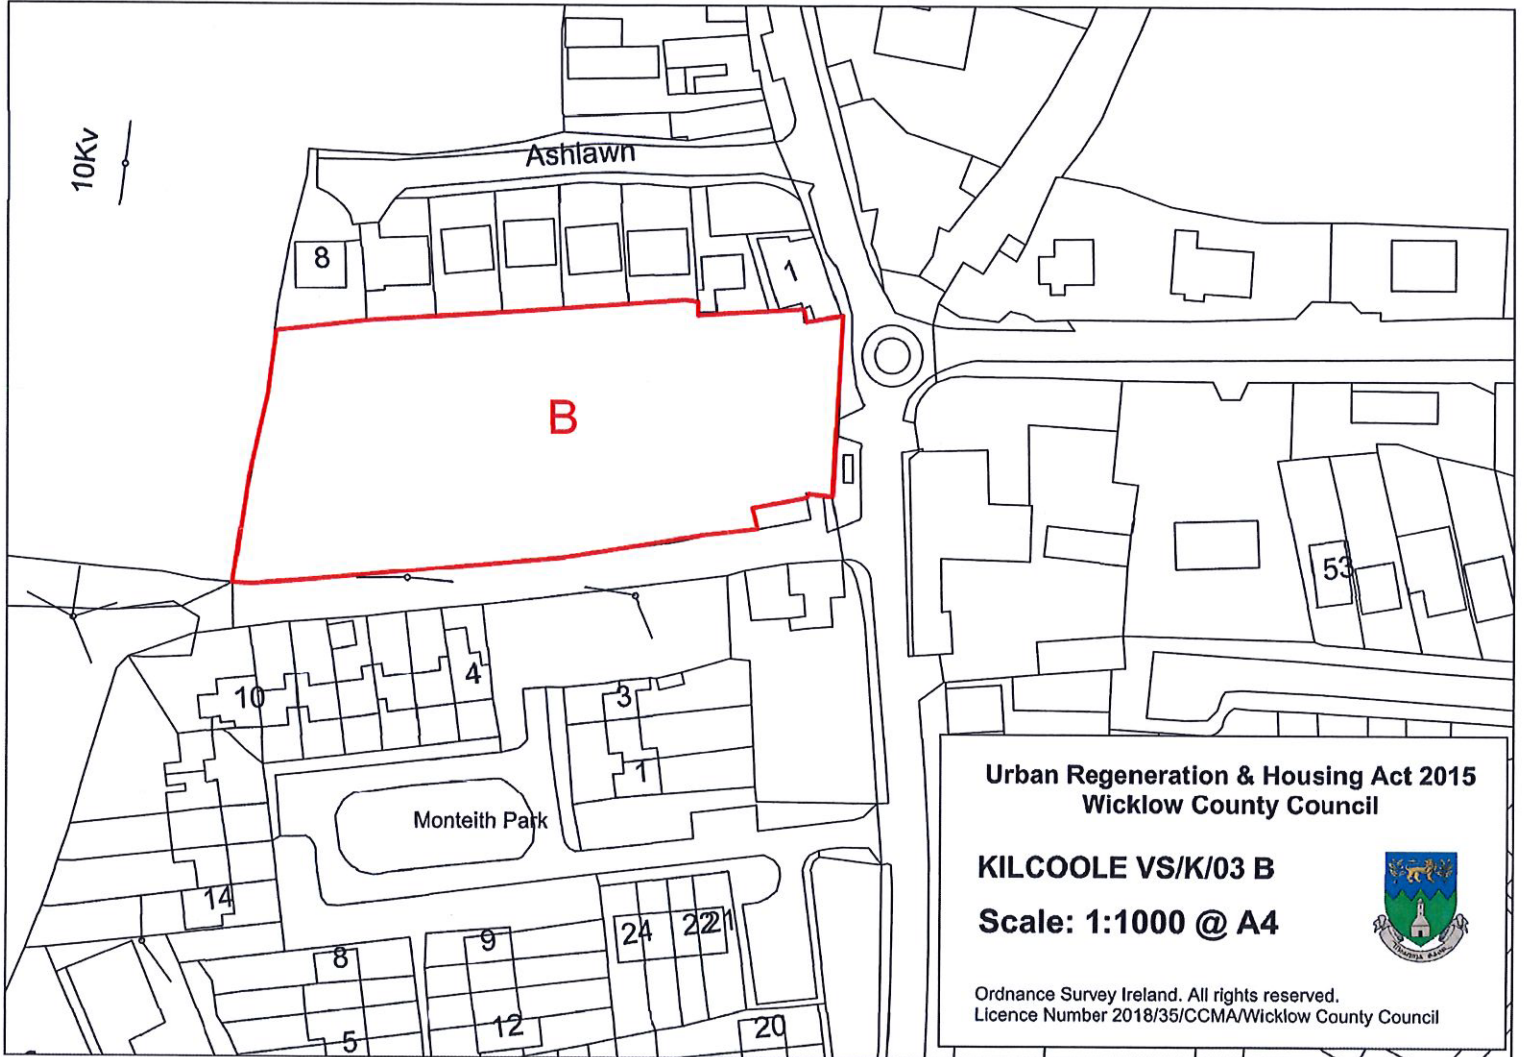 10Kv
Ashlawn
8
1
B
53
10
4
3
1
Monteith Park
14
8
9
24
22
21
5
12
20
Urban Regeneration & Housing Act 2015
Wicklow County Council
KILCOOLE VS/K/03 B
Scale: 1:1000 @ A4
Ordnance Survey Ireland. All rights reserved.
Licence Number 2018/35/CCMA/Wicklow County Council